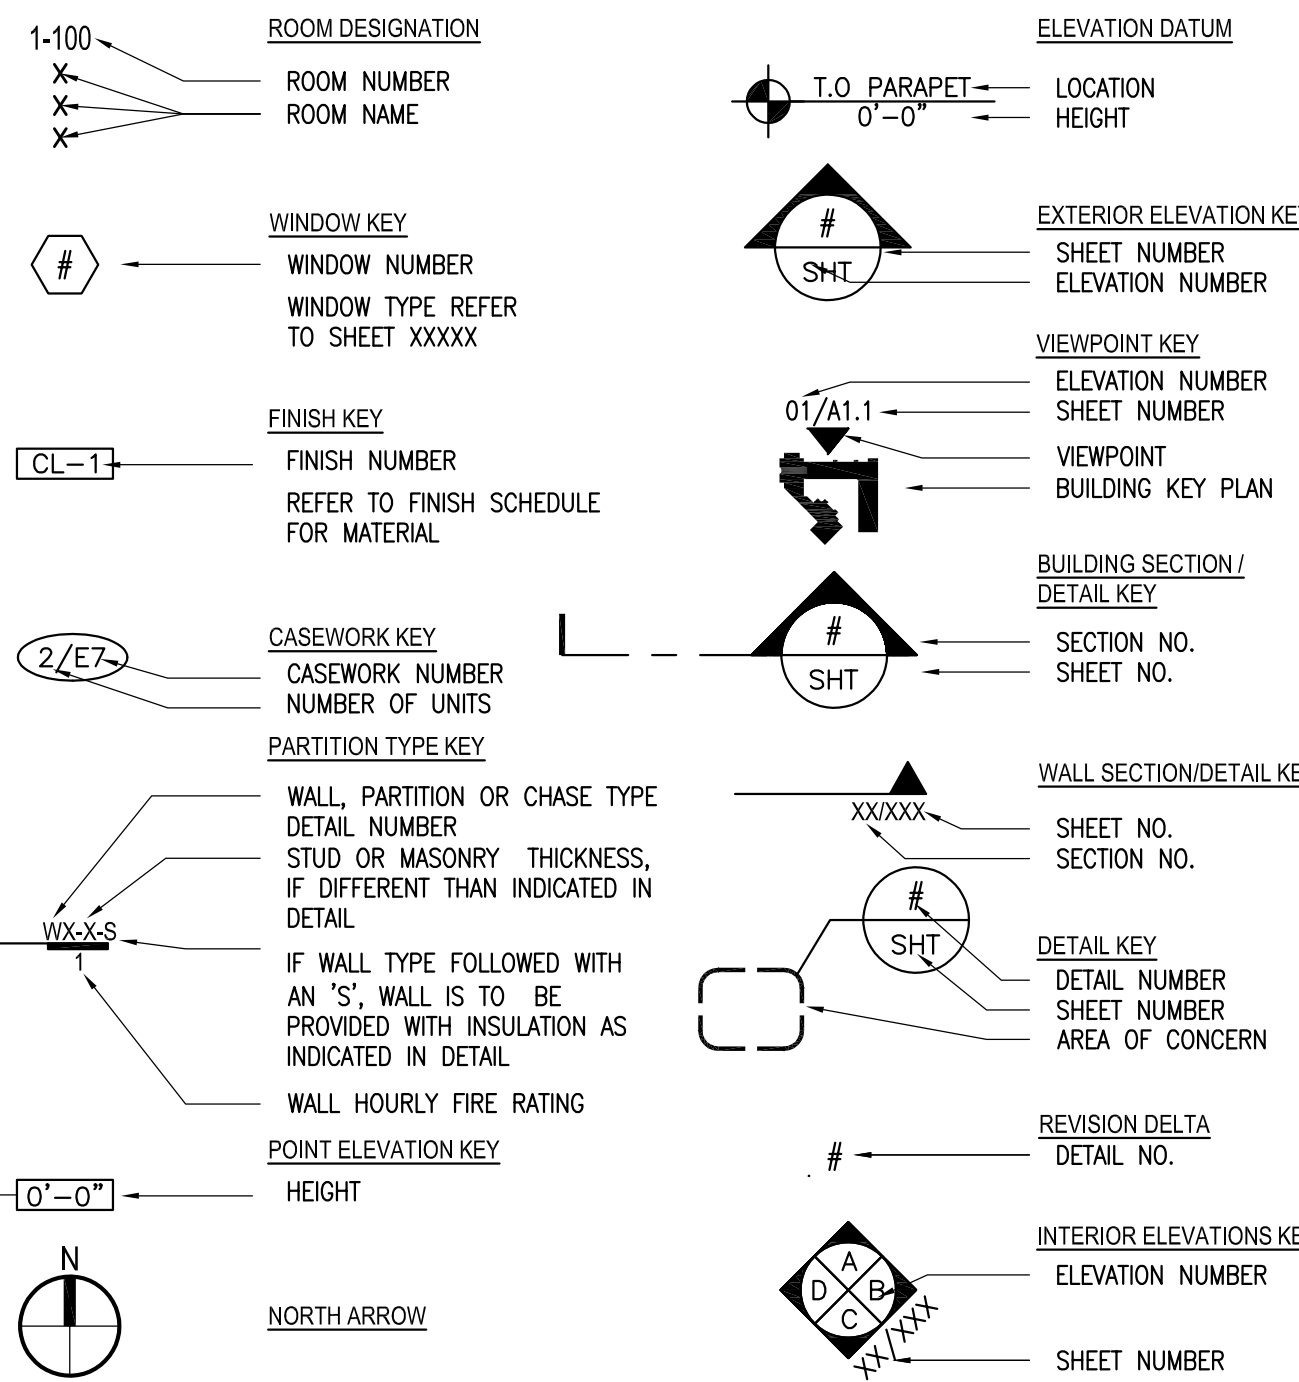 ROOM DESIGNATION
1-100
ROOM NUMBER
X
X
X
ROOM NAME
WINDOW KEY
#
WINDOW NUMBER
WINDOW TYPE REFER
TO SHEET XXXXX
FINISH KEY
CL-1
FINISH NUMBER
REFER TO FINISH SCHEDULE
FOR MATERIAL
CASEWORK KEY
2/E7
CASEWORK NUMBER
NUMBER OF UNITS
PARTITION TYPE KEY
WALL, PARTITION OR CHASE TYPE
DETAIL NUMBER
STUD OR MASONRY THICKNESS,
IF DIFFERENT THAN INDICATED IN
DETAIL
WX-X-S
1
IF WALL TYPE FOLLOWED WITH
AN 'S', WALL IS TO BE
PROVIDED WITH INSULATION AS
INDICATED IN DETAIL
WALL HOURLY FIRE RATING
POINT ELEVATION KEY
0'-0"
HEIGHT
N
NORTH ARROW
ELEVATION DATUM
T.O PARAPET
0'-0"
LOCATION
HEIGHT
EXTERIOR ELEVATION KE
#
SHT
SHEET NUMBER
ELEVATION NUMBER
VIEWPOINT KEY
ELEVATION NUMBER
01/A1.1
SHEET NUMBER
VIEWPOINT
BUILDING KEY PLAN
BUILDING SECTION /
DETAIL KEY
#
SHT
SECTION NO.
SHEET NO.
WALL SECTION/DETAIL KE
XX/XXX
SHEET NO.
SECTION NO.
#
SHT
DETAIL KEY
DETAIL NUMBER
SHEET NUMBER
AREA OF CONCERN
REVISION DELTA
#
DETAIL NO.
INTERIOR ELEVATIONS KE
A
D
B
C
XX/XXX
ELEVATION NUMBER
SHEET NUMBER